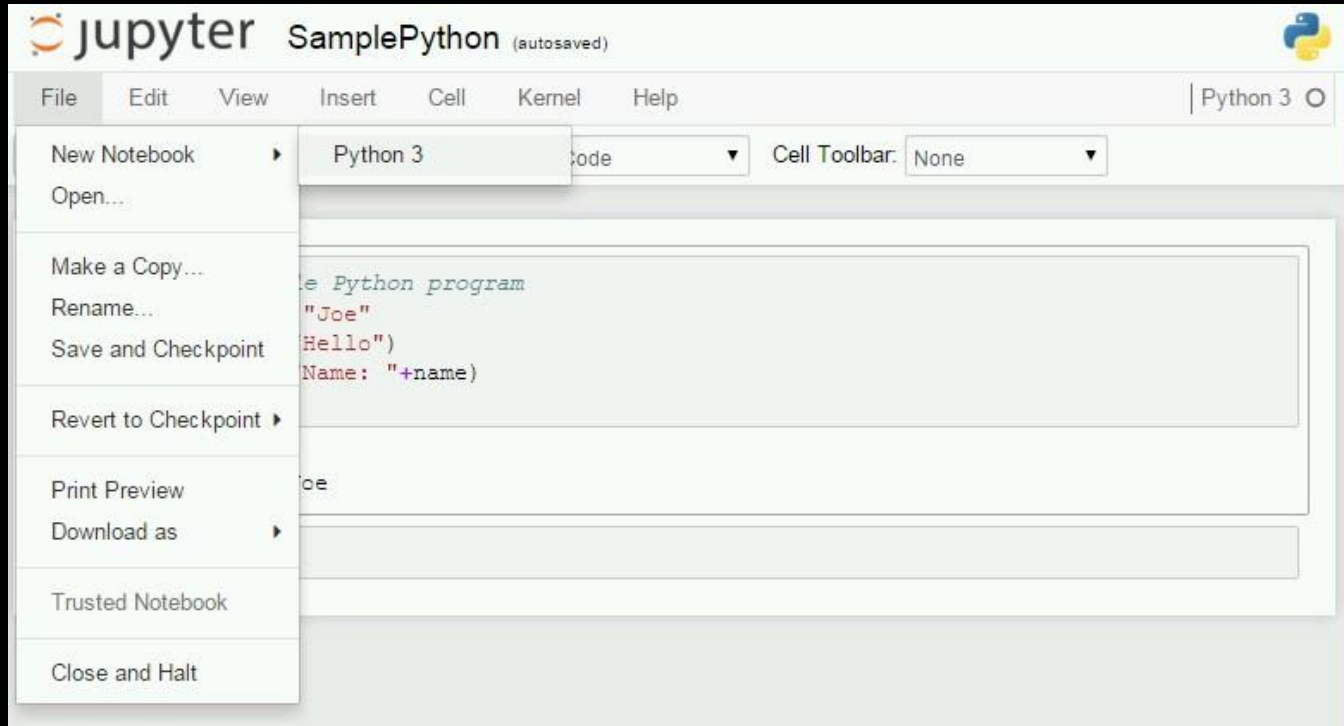 jupyter SamplePython (autosaved)
File Edit View Insert Cell Kernel Help Python 3
New Notebook Python 3 Code Cell Toolbar: None
Open...
Make a Copy...
e Python program
Rename...
"Joe"
Save and Checkpoint
Hello")
Name: "+name)
Revert to Checkpoint
Print Preview
oe
Download as
Trusted Notebook
Close and Halt